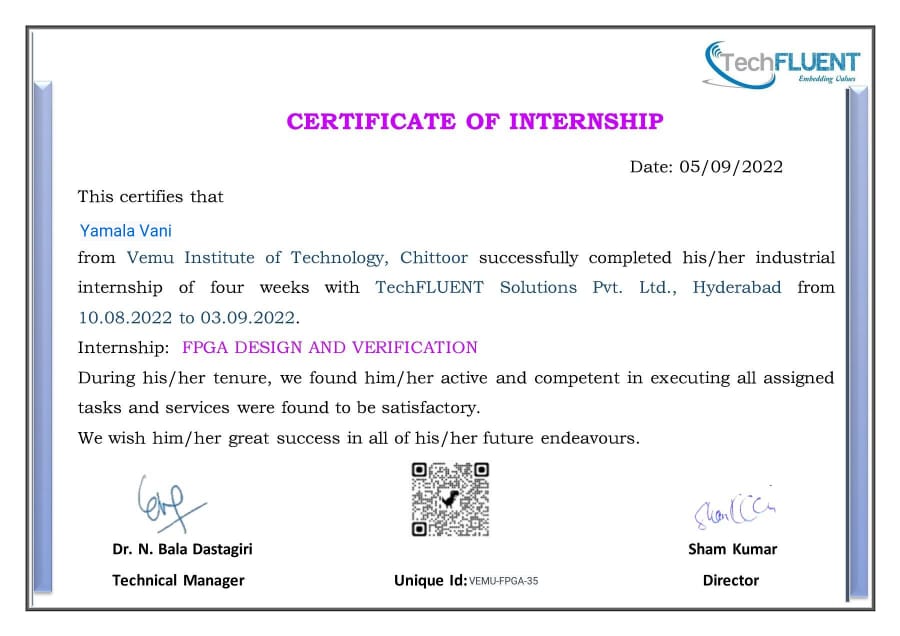 TechFLUENT
Embedding Values
CERTIFICATE OF INTERNSHIP
Date: 05/09/2022
This certifies that
Yamala Vani
from Vemu Institute of Technology, Chittoor successfully completed his/her industrial
internship of four weeks with TechFLUENT Solutions Pvt. Ltd., Hyderabad from
10.08.2022 to 03.09.2022.
Internship: FPGA DESIGN AND VERIFICATION
During his/her tenure, we found him/her active and competent in executing all assigned
tasks and services were found to be satisfactory.
We wish him/her great success in all of his/her future endeavours.
Dr. N. Bala Dastagiri
Sham Kumar
Technical Manager
Unique Id: VEMU-FPGA-35
Director